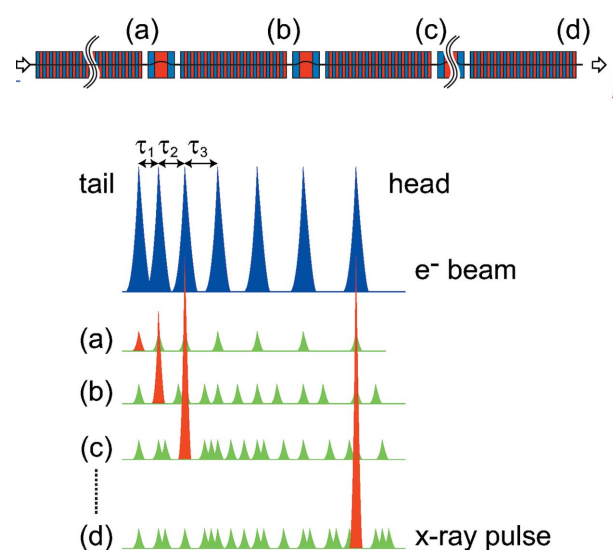 (a) (b) (c) (d)
τ1 τ2 τ3
tail head
e- beam
(a)
(b)
(c)
(d) x-ray pulse